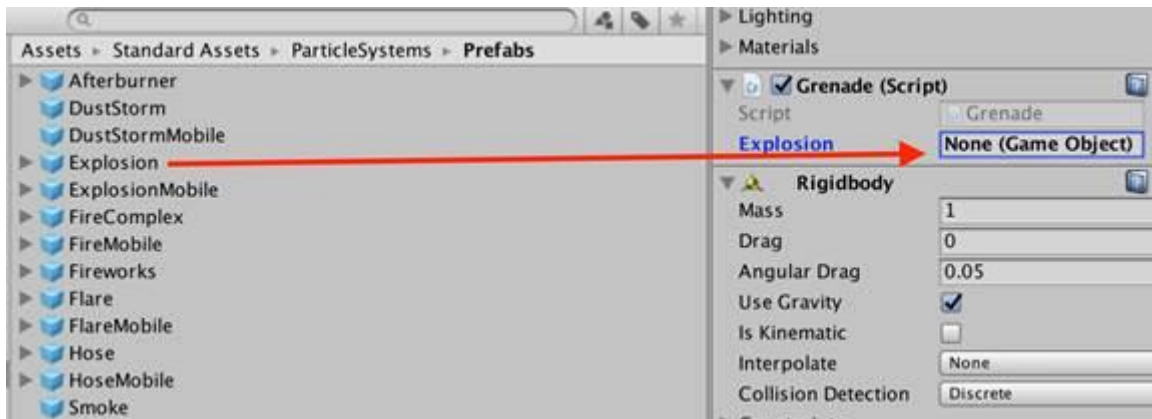 Assets ▸ Standard Assets ▸ ParticleSystems ▸ Prefabs
Afterburner
DustStorm
DustStormMobile
Explosion
ExplosionMobile
FireComplex
FireMobile
Fireworks
Flare
FlareMobile
Hose
HoseMobile
Smoke
Lighting
Materials
Grenade (Script)
Script Grenade
Explosion None (Game Object)
Rigidbody
Mass 1
Drag 0
Angular Drag 0.05
Use Gravity
Is Kinematic
Interpolate None
Collision Detection Discrete